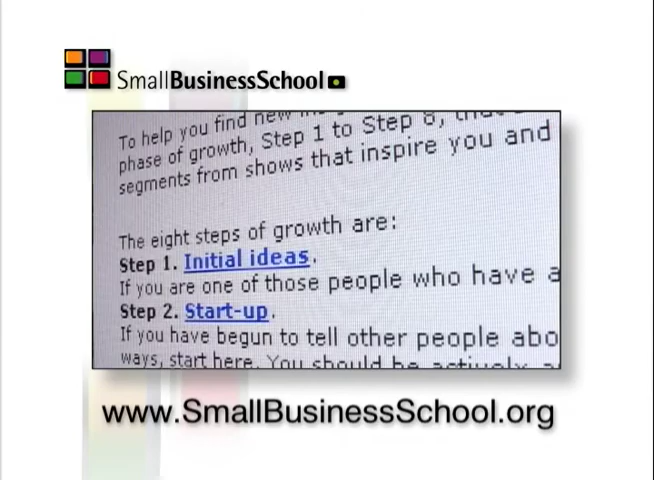 SmallBusinessSchool
To help you find new
phase of growth, Step 1 to Step 8,
segments from shows that inspire you and
The eight steps of growth are:
Step 1. Initial ideas.
If you are one of those people who have a
Step 2. Start-up.
If you have begun to tell other people abo
ways, start here. You should be actively
www.SmallBusinessSchool.org